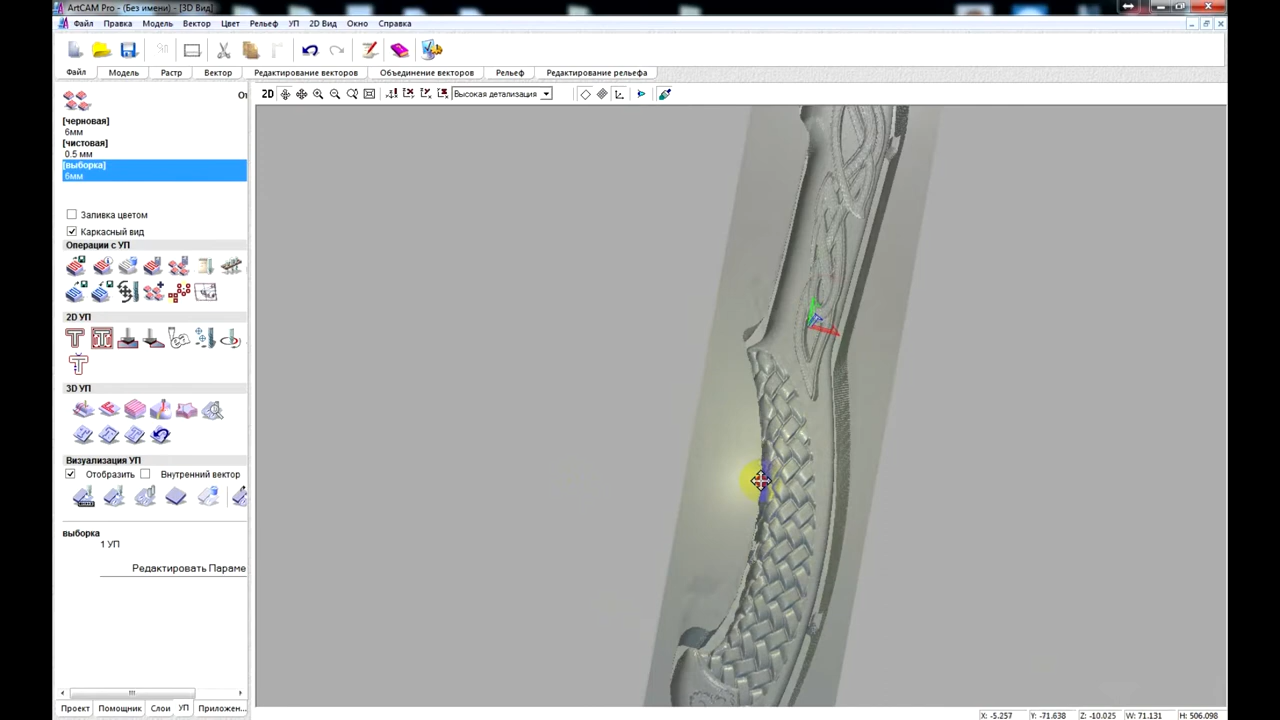 ArtCAM Pro - (Без имени) - [3D Вид]
Файл Правка Модель Вектор Цвет Рельеф УП 2D Вид Окно Справка
Файл Модель Растр Вектор Редактирование векторов Объединение векторов Рельеф Редактирование рельефа
2D Высокая детализация
[черновая]
6мм
[чистовая]
0.5 мм
[выборка]
6мм
Заливка цветом
Каркасный вид
Операции с УП
2D УП
3D УП
Визуализация УП
Отобразить Внутренний вектор
выборка
1 УП
Редактировать Параме
Проект Помощник Слои УП Приложен...
X: -5.257 Y: -71.638 Z: -10.025 W: 71.131 H: 506.098